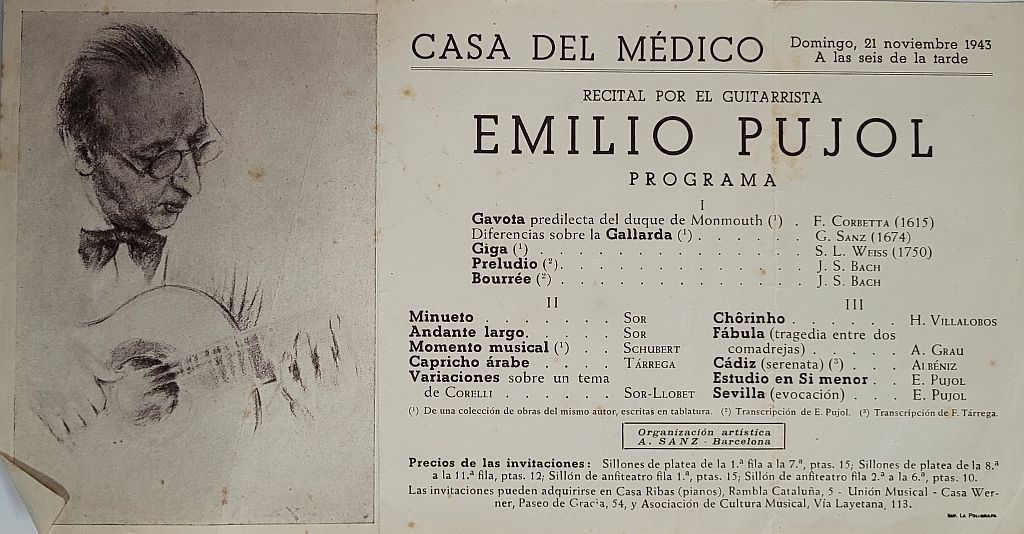 CASA DEL MÉDICO
Domingo, 21 noviembre 1943
A las seis de la tarde
RECITAL POR EL GUITARRISTA
EMILIO PUJOL
PROGRAMA
I
Gavota predilecta del duque de Monmouth (¹) . F. CORBETTA (1615)
Diferencias sobre la Gallarda (¹) . . . . . . G. SANZ (1674)
Giga (¹) . . . . . . . . . . . . . S. L. WEISS (1750)
Preludio (²). . . . . . . . . . . . J. S. BACH
Bourrée (²) . . . . . . . . . . . . J. S. BACH
II
Minueto . . . . . . . SOR
Andante largo. . . . . . SOR
Momento musical (¹) . . SCHUBERT
Capricho árabe . . . . TÁRREGA
Variaciones sobre un tema
de CORELLI . . . . . . SOR-LLOBET
III
Chôrinho . . . . . . H. VILLALOBOS
Fábula (tragedia entre dos
comadrejas) . . . . . A. GRAU
Cádiz (serenata) (³) . . . ALBÉNIZ
Estudio en Si menor . . E. PUJOL
Sevilla (evocación) . . . E. PUJOL
(¹) De una colección de obras del mismo autor, escritas en tablatura. (²) Transcripción de E. Pujol. (³) Transcripción de F. Tárrega.
Organización artística
A. SANZ - Barcelona
Precios de las invitaciones: Sillones de platea de la 1.ª fila a la 7.ª, ptas. 15; Sillones de platea de la 8.ª
a la 11.ª fila, ptas. 12; Sillón de anfiteatro fila 1.ª, ptas. 15; Sillón de anfiteatro fila 2.ª a la 6.ª, ptas. 10.
Las invitaciones pueden adquirirse en Casa Ribas (pianos), Rambla Cataluña, 5 - Unión Musical - Casa Wer-
ner, Paseo de Gracia, 54, y Asociación de Cultura Musical, Vía Layetana, 113.
IMP. LA POLIGRAFA